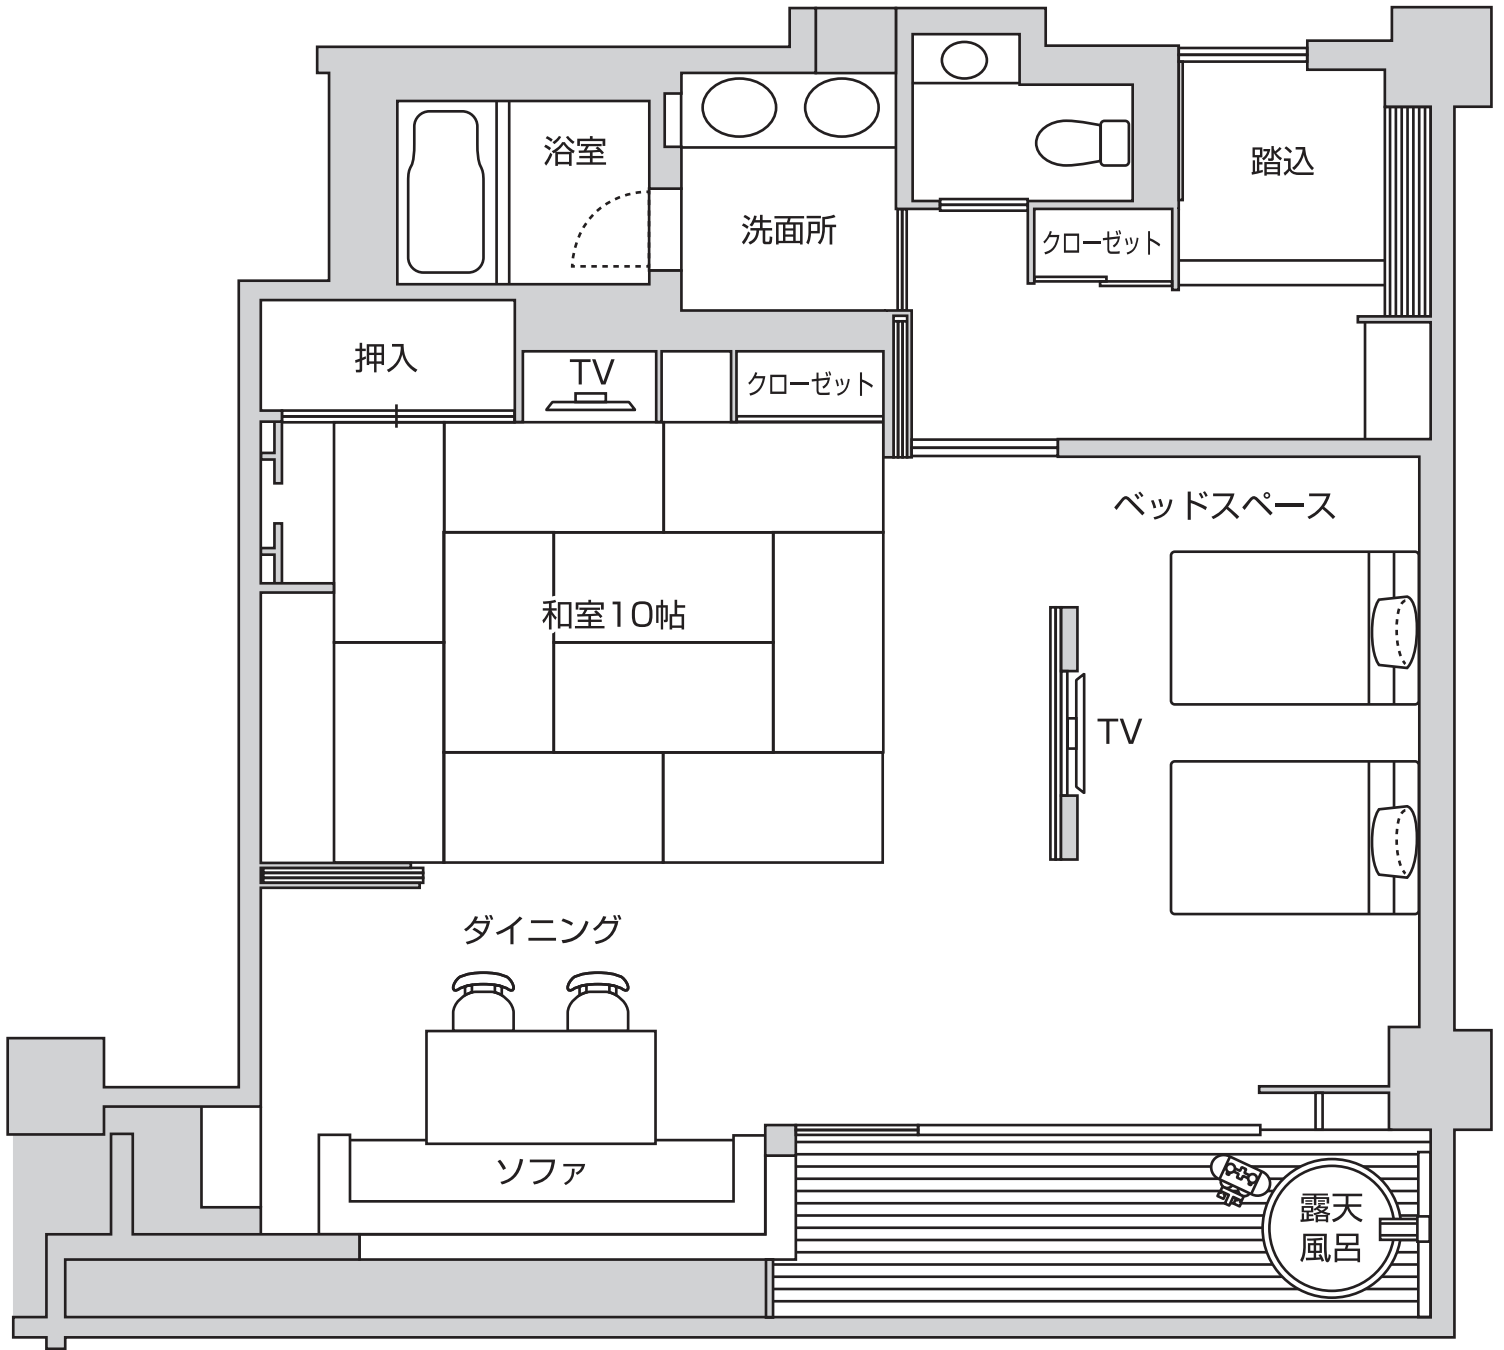 浴室
踏込
洗面所
クローゼット
押入
TV
クローゼット
ベッドスペース
和室10帖
TV
ダイニング
ソファ
露天
風呂